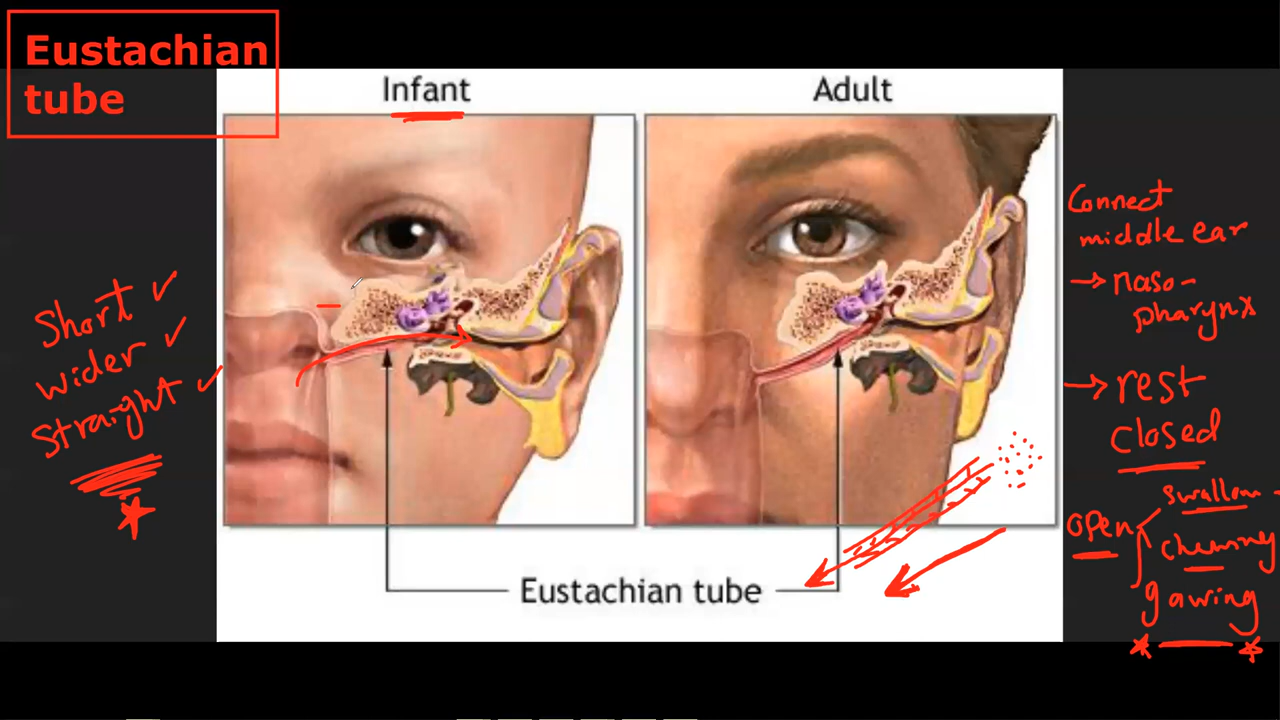 Eustachian
tube
Infant
Adult
Short ✓
wider ✓
straight ✓
Connect
middle ear
→ naso-
pharynx
→ rest
closed
open
swallow -
chewing
yawing
Eustachian tube